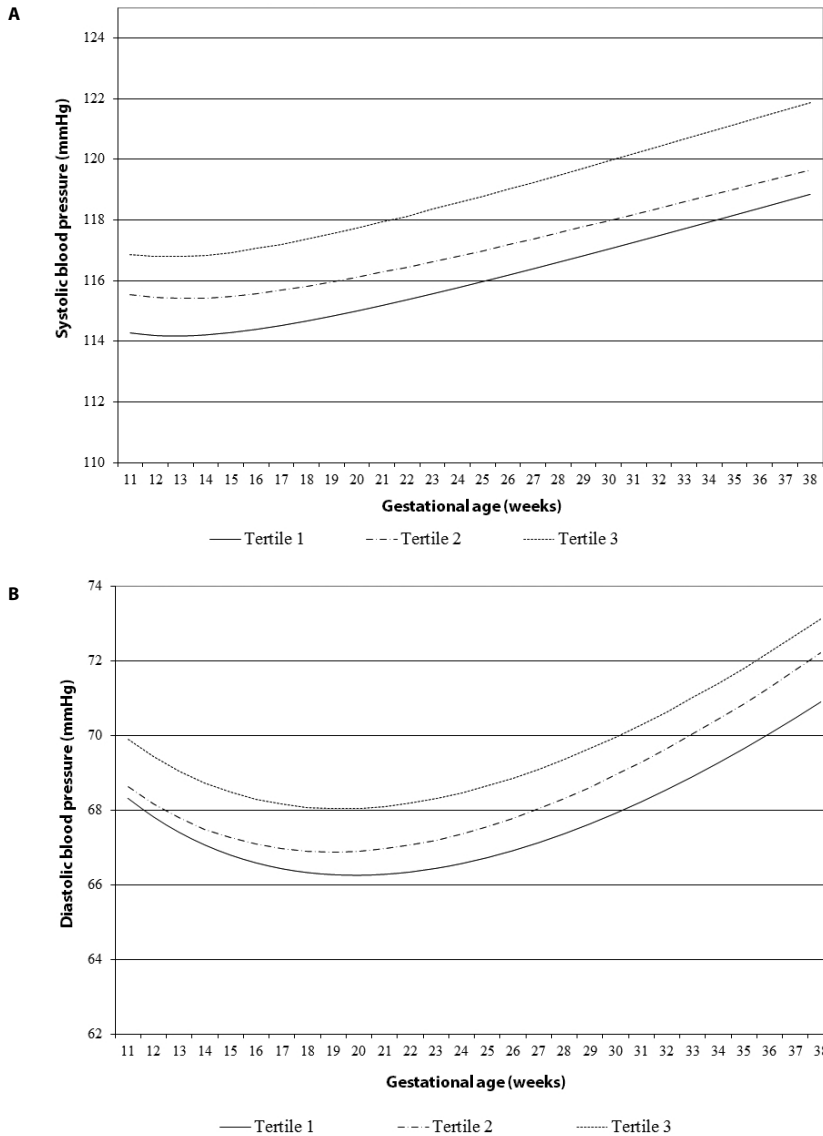 A
124
122
120
118
116
114
112
110
Systolic blood pressure (mmHg)
11 12 13 14 15 16 17 18 19 20 21 22 23 24 25 26 27 28 29 30 31 32 33 34 35 36 37 38
Gestational age (weeks)
Tertile 1 Tertile 2 Tertile 3
B
74
72
70
68
66
64
62
Diastolic blood pressure (mmHg)
11 12 13 14 15 16 17 18 19 20 21 22 23 24 25 26 27 28 29 30 31 32 33 34 35 36 37 38
Gestational age (weeks)
Tertile 1 Tertile 2 Tertile 3